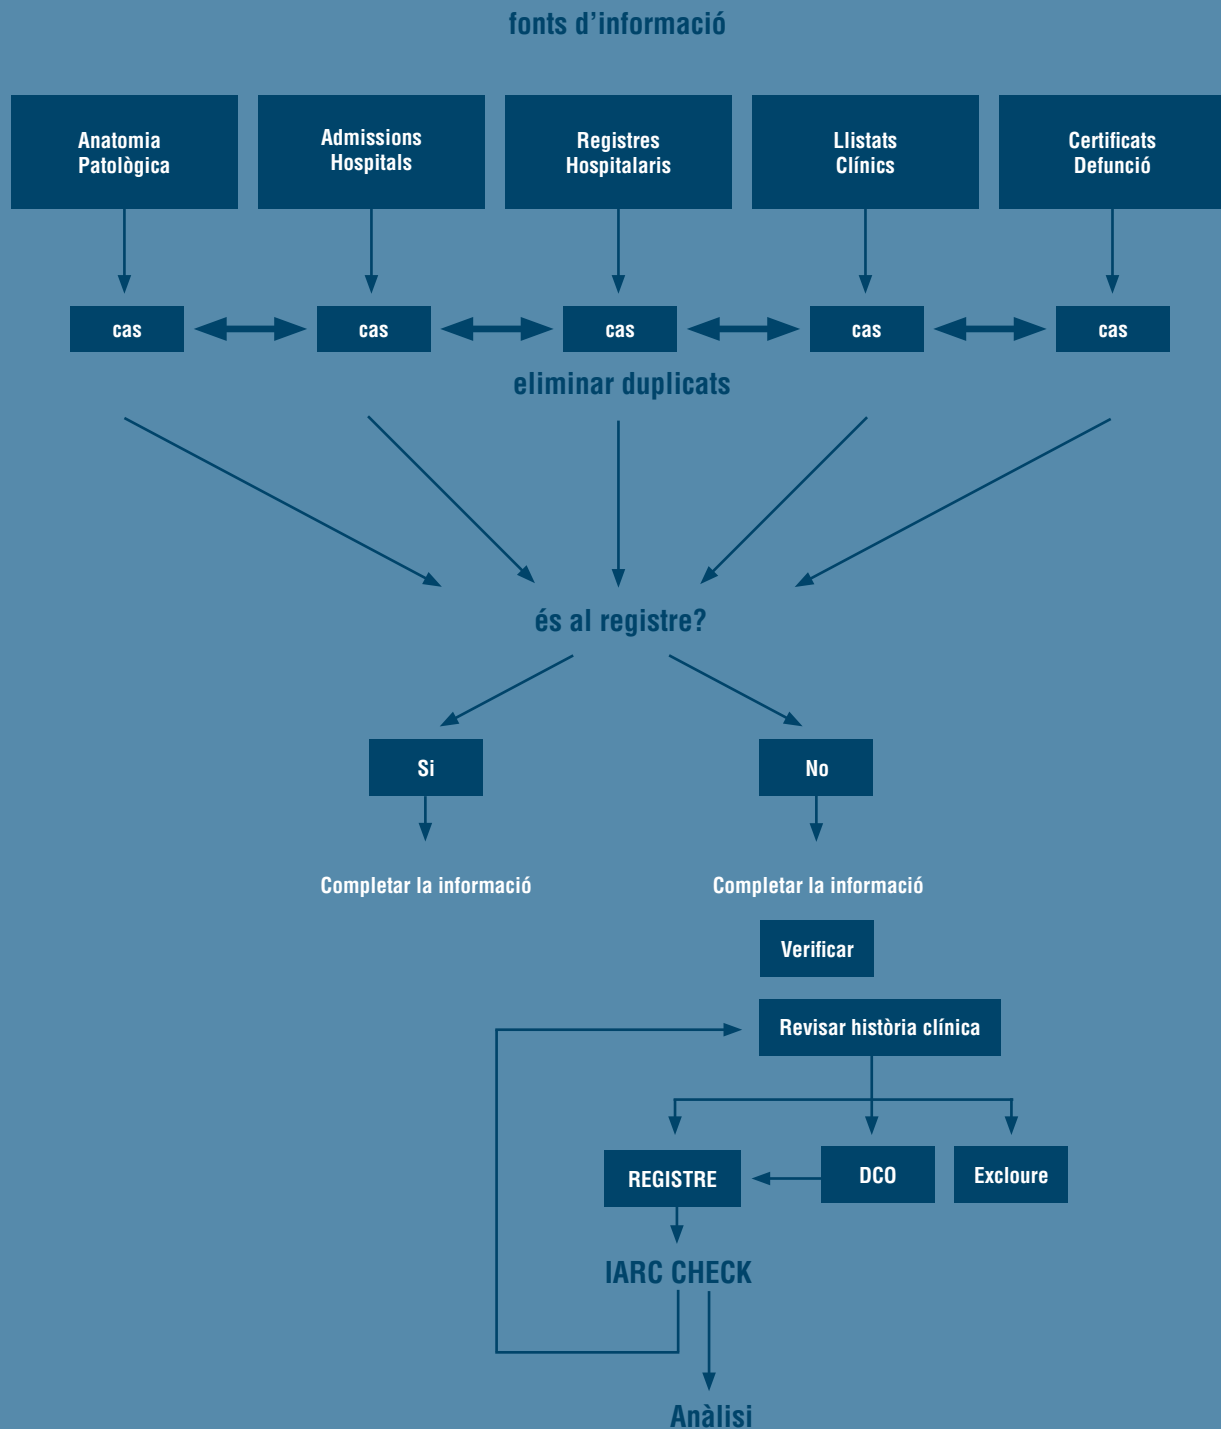 fonts d’informació
Anatomia
Patològica
Admissions
Hospitals
Registres
Hospitalaris
Llistats
Clínics
Certificats
Defunció
cas
cas
cas
cas
cas
eliminar duplicats
és al registre?
Si
No
Completar la informació
Completar la informació
Verificar
Revisar història clínica
REGISTRE
DCO
Excloure
IARC CHECK
Anàlisi